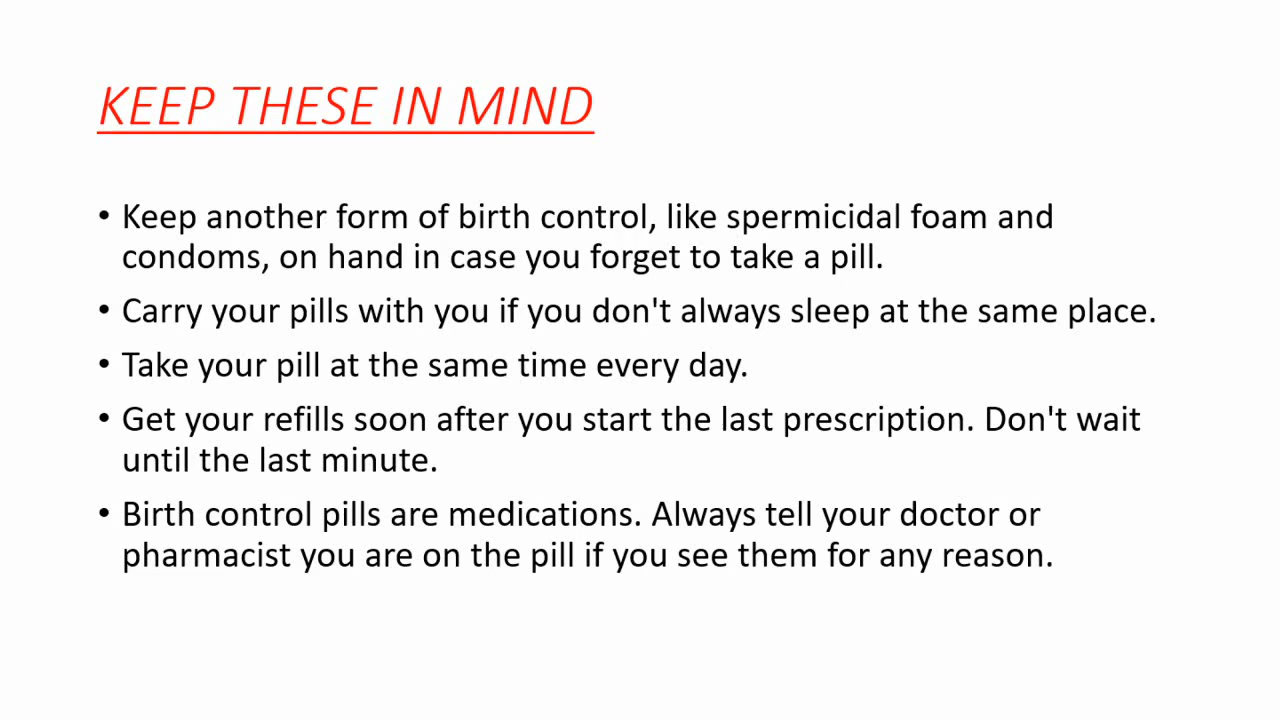 KEEP THESE IN MIND
• Keep another form of birth control, like spermicidal foam and
condoms, on hand in case you forget to take a pill.
• Carry your pills with you if you don't always sleep at the same place.
• Take your pill at the same time every day.
• Get your refills soon after you start the last prescription. Don't wait
until the last minute.
• Birth control pills are medications. Always tell your doctor or
pharmacist you are on the pill if you see them for any reason.